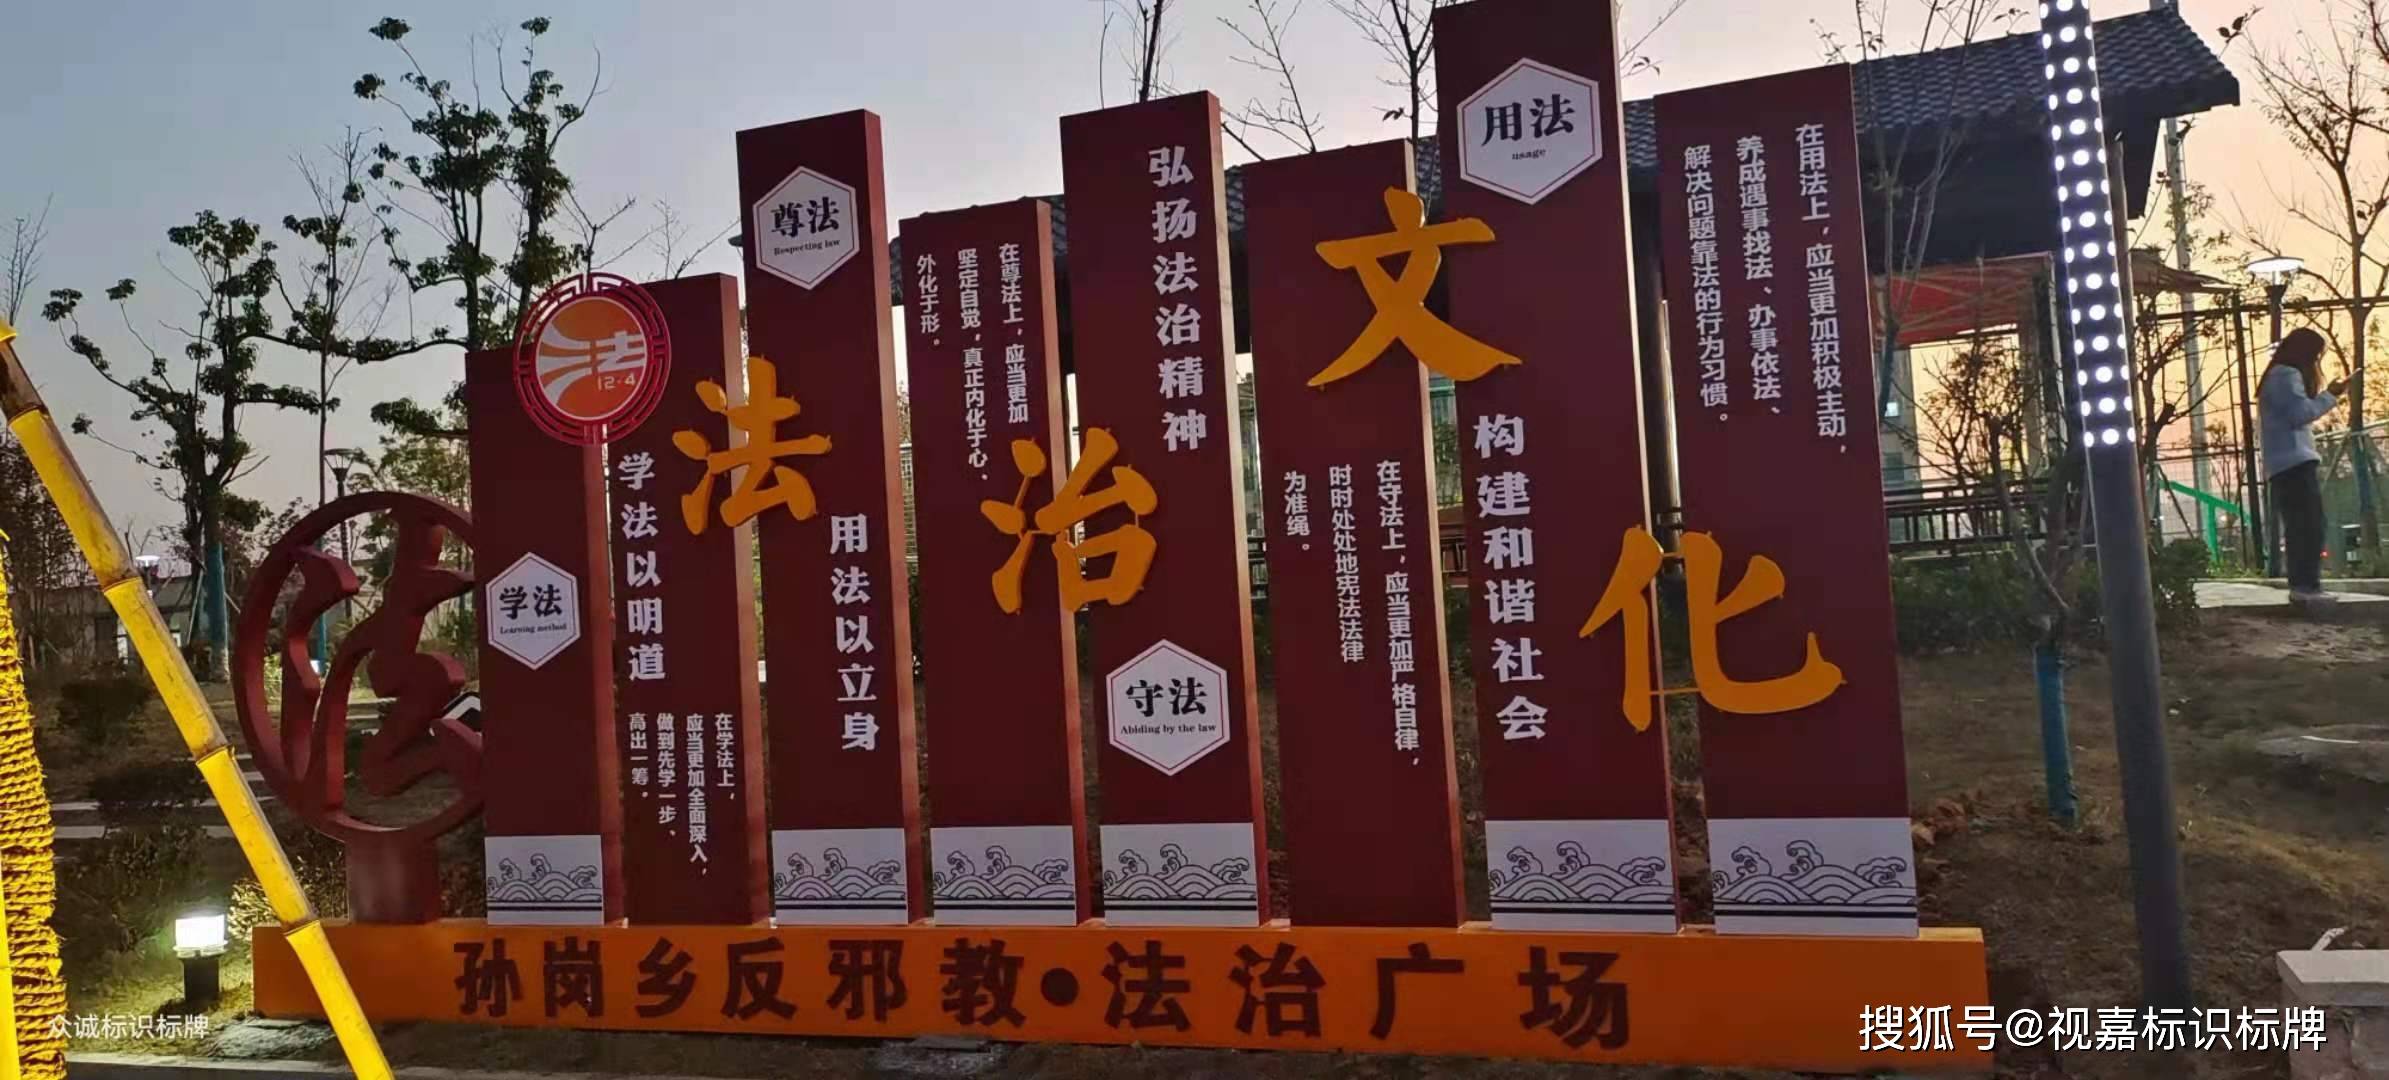 法
学法
Learning method
法
12·4
学法以明道
在学法上，
应当更加全面深入，
做到先学一步、
高出一筹。
尊法
Respecting law
用法以立身
在尊法上，应当更加
坚定自觉，真正内化于心、
外化于形。
弘扬法治精神
守法
Abiding by the law
在守法上，应当更加严格自律，
时时处处地宪法法律
为准绳。
用法
usage
构建和谐社会
在用法上，应当更加积极主动，
养成遇事找法、办事依法、
解决问题靠法的行为习惯。
法治文化
孙岗乡反邪教·法治广场
众诚标识标牌
搜狐号@视嘉标识标牌